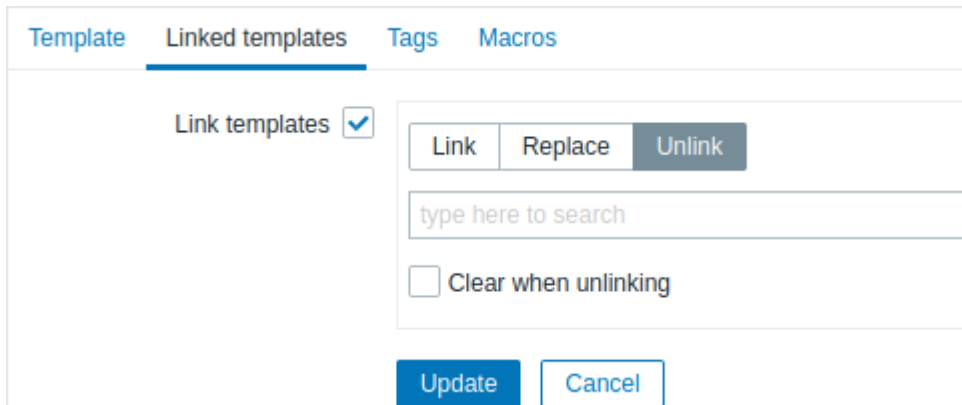 Template Linked templates Tags Macros
Link templates
Link Replace Unlink
type here to search
Clear when unlinking
Update Cancel